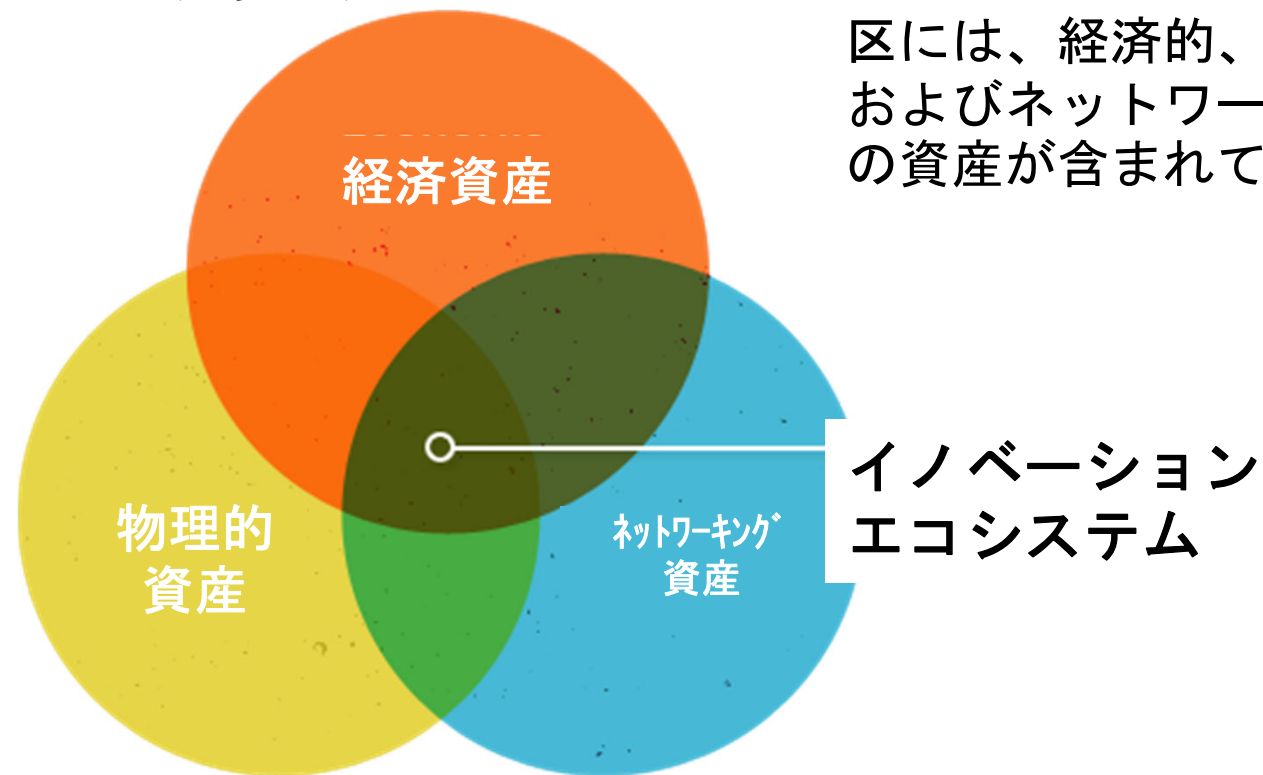 区には、経済的、
およびネットワー
の資産が含まれて
経済資産
イノベーション
エコシステム
物理的
資産
ﾈｯﾄﾜｰｷﾝｸﾞ
資産